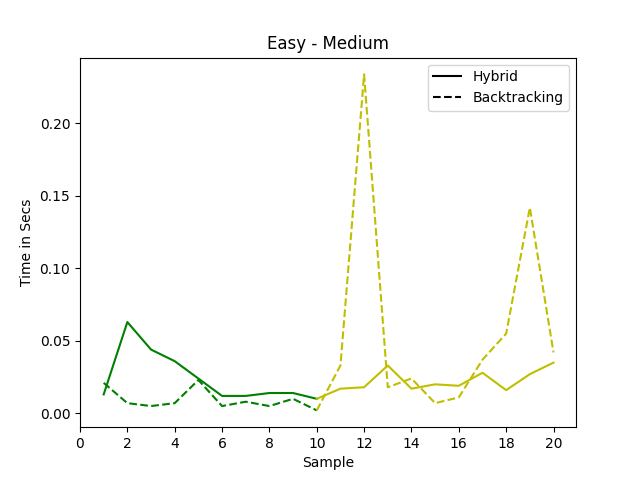 Easy - Medium
Hybrid
Backtracking
0.20
0.15
0.10
0.05
0.00
Time in Secs
0 2 4 6 8 10 12 14 16 18 20
Sample